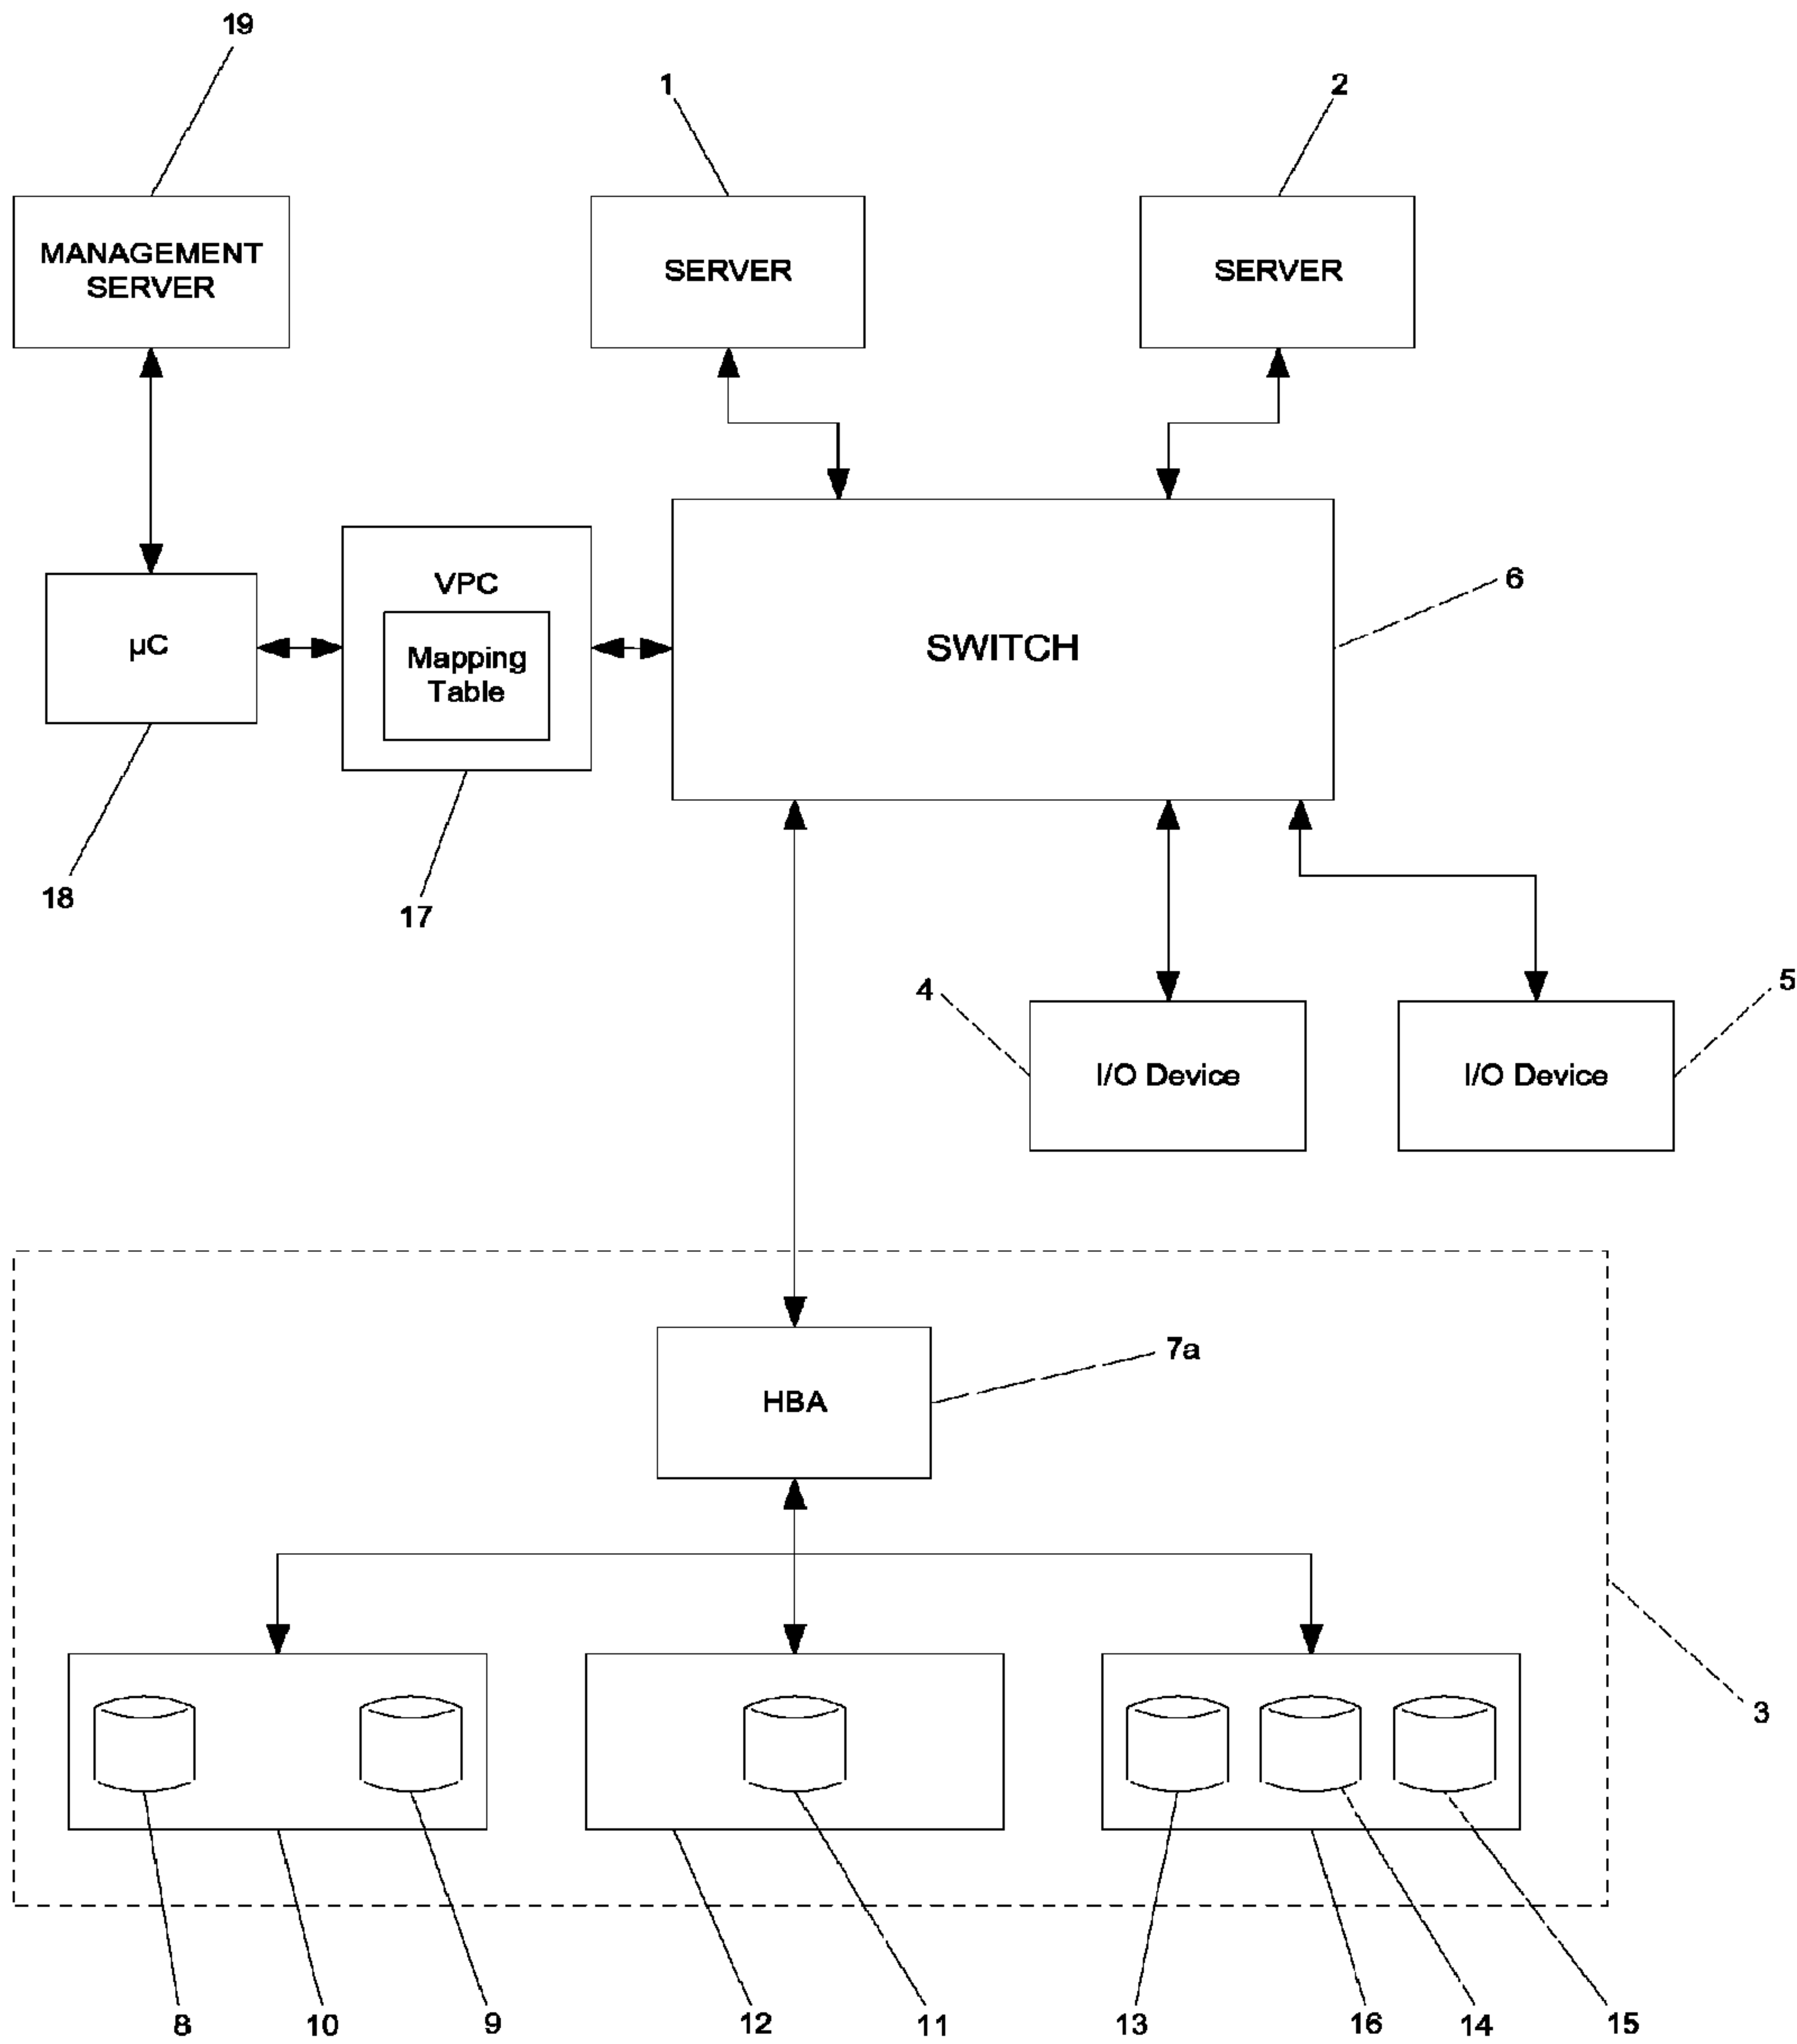 19
1
2
MANAGEMENT
SERVER
SERVER
SERVER
VPC
6
µC
Mapping
Table
SWITCH
18
17
4
5
I/O Device
I/O Device
7a
HBA
3
8
10
9
12
11
13
16
14
15